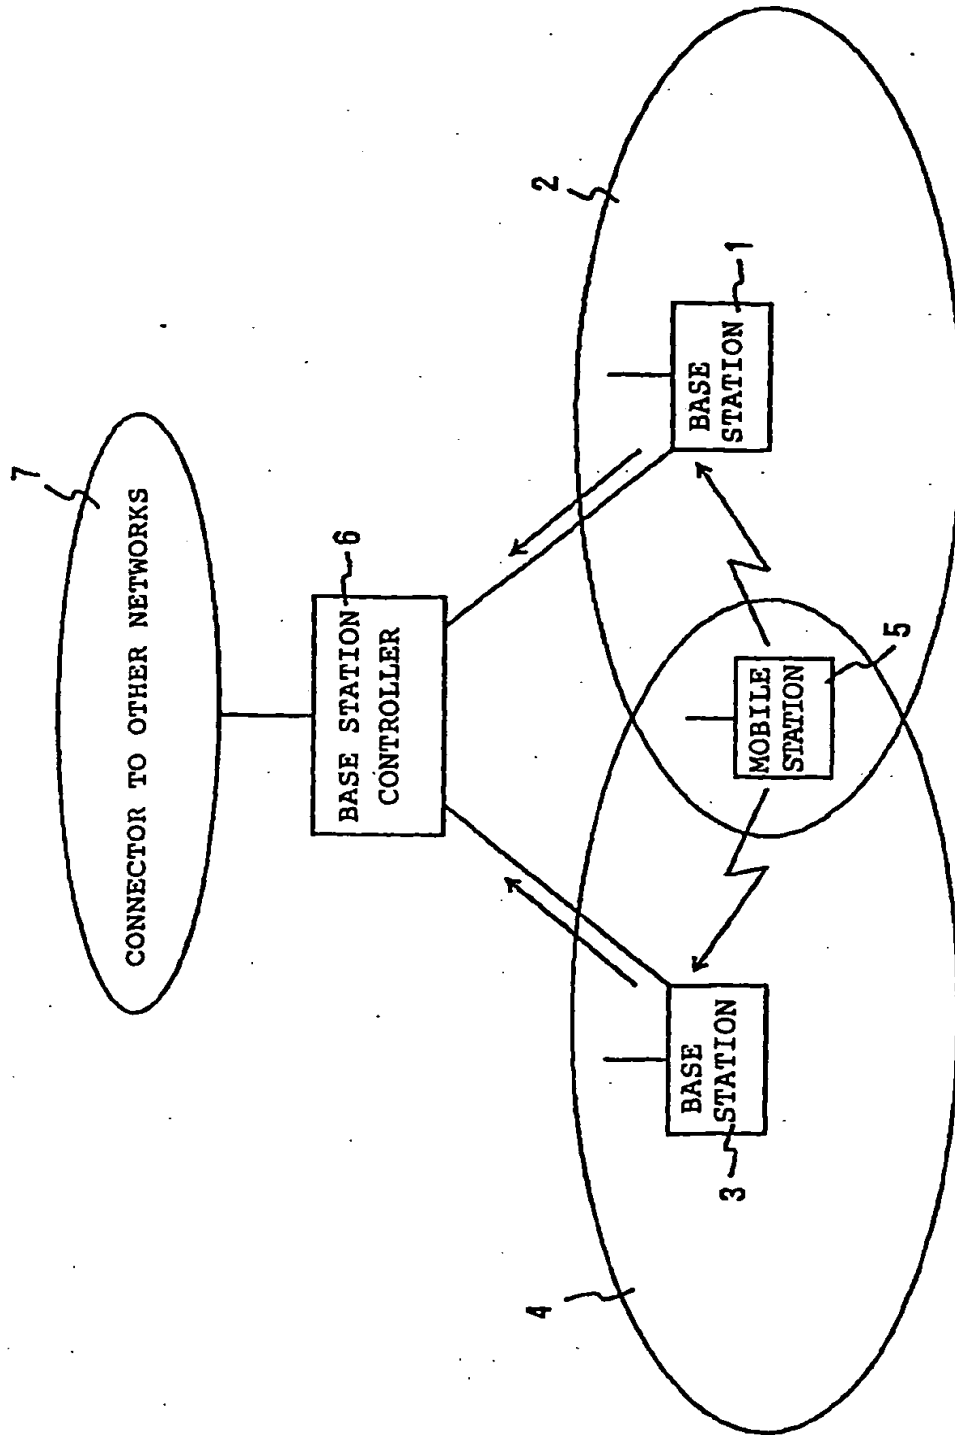 7
CONNECTOR TO OTHER NETWORKS
BASE STATION 6
CONTROLLER
4
2
BASE
STATION
3
MOBILE
STATION
5
BASE
STATION
1